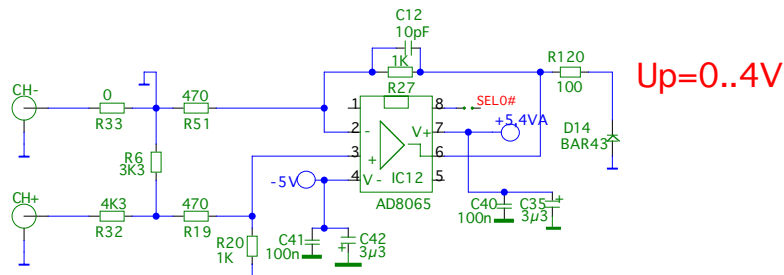 C12
10pF
1K
R27
R120
100
Up=0..4V
CH-
0
R33
470
R51
1
8
SEL0#
+5,4VA
D14
BAR43
2
-
V+
7
R6
3K3
3
+
6
-5V
4
V -
IC12
5
AD8065
CH+
4K3
R32
470
R19
R20
1K
C41
100n
+
C42
3µ3
C40
100n
C35
+
3µ3